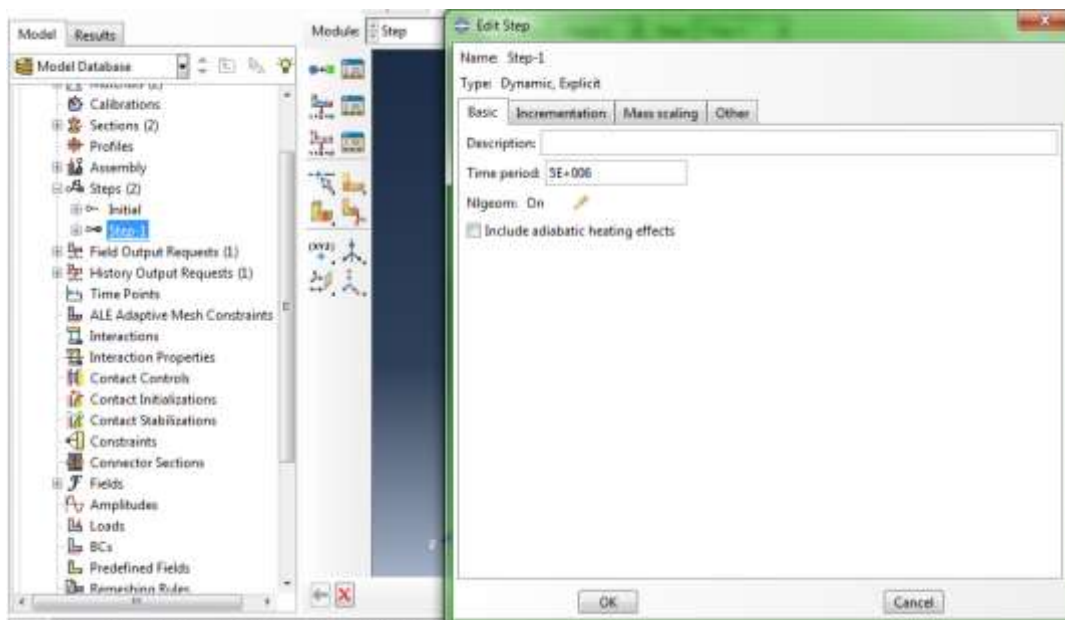 Model Results
Model Database
Calibrations
Sections (2)
Profiles
Assembly
Steps (2)
Initial
Step-1
Field Output Requests (1)
History Output Requests (1)
Time Points
ALE Adaptive Mesh Constraints
Interactions
Interaction Properties
Contact Controls
Contact Initializations
Contact Stabilizations
Constraints
Connector Sections
Fields
Amplitudes
Loads
BCs
Predefined Fields
Remeshing Rules
Module: Step
(XYZ)
Edit Step
Name: Step-1
Type: Dynamic, Explicit
Basic Incrementation Mass scaling Other
Description:
Time period: 5E+006
Nlgeom: On
Include adiabatic heating effects
OK Cancel